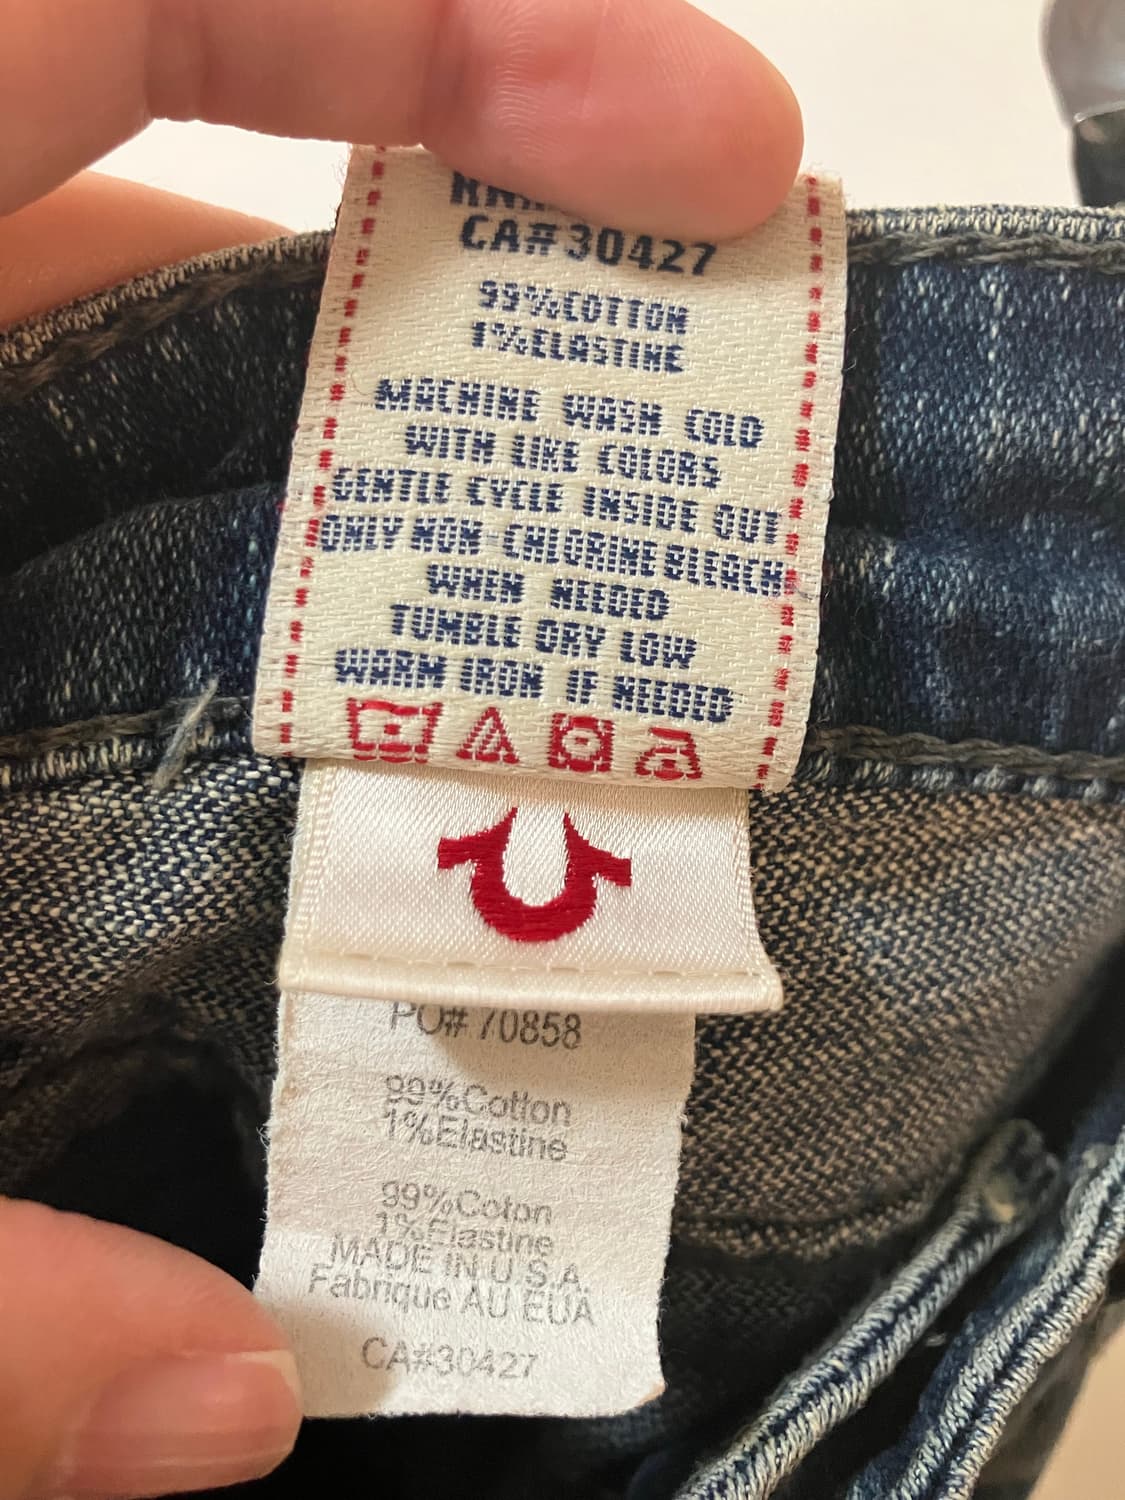 CA#30427
99%COTTON
1%ELASTINE
MACHINE WASH COLD
WITH LIKE COLORS
GENTLE CYCLE INSIDE OUT
ONLY NON-CHLORINE BLEACH
WHEN NEEDED
TUMBLE DRY LOW
WARM IRON IF NEEDED
PO# 70858
99%Cotton
1%Elastine
99%Coton
1%Elastine
MADE IN U.S.A
Fabrique AU EUA
CA#30427